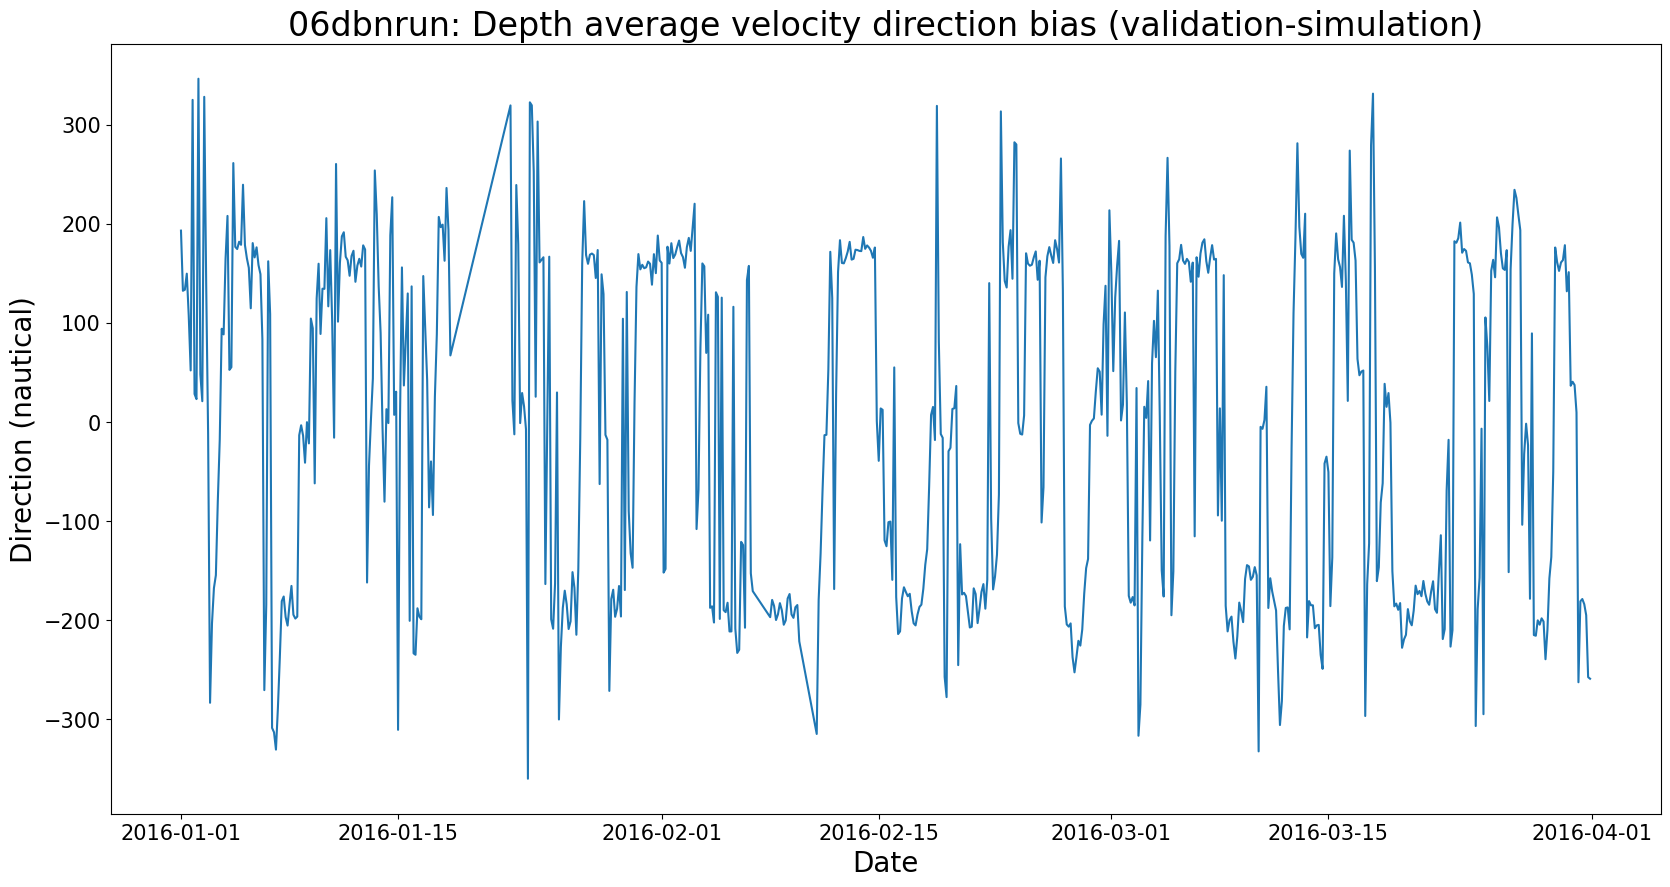 06dbnrun: Depth average velocity direction bias (validation-simulation)
Direction (nautical)
300
200
100
0
−100
−200
−300
2016-01-01 2016-01-15 2016-02-01 2016-02-15 2016-03-01 2016-03-15 2016-04-01
Date